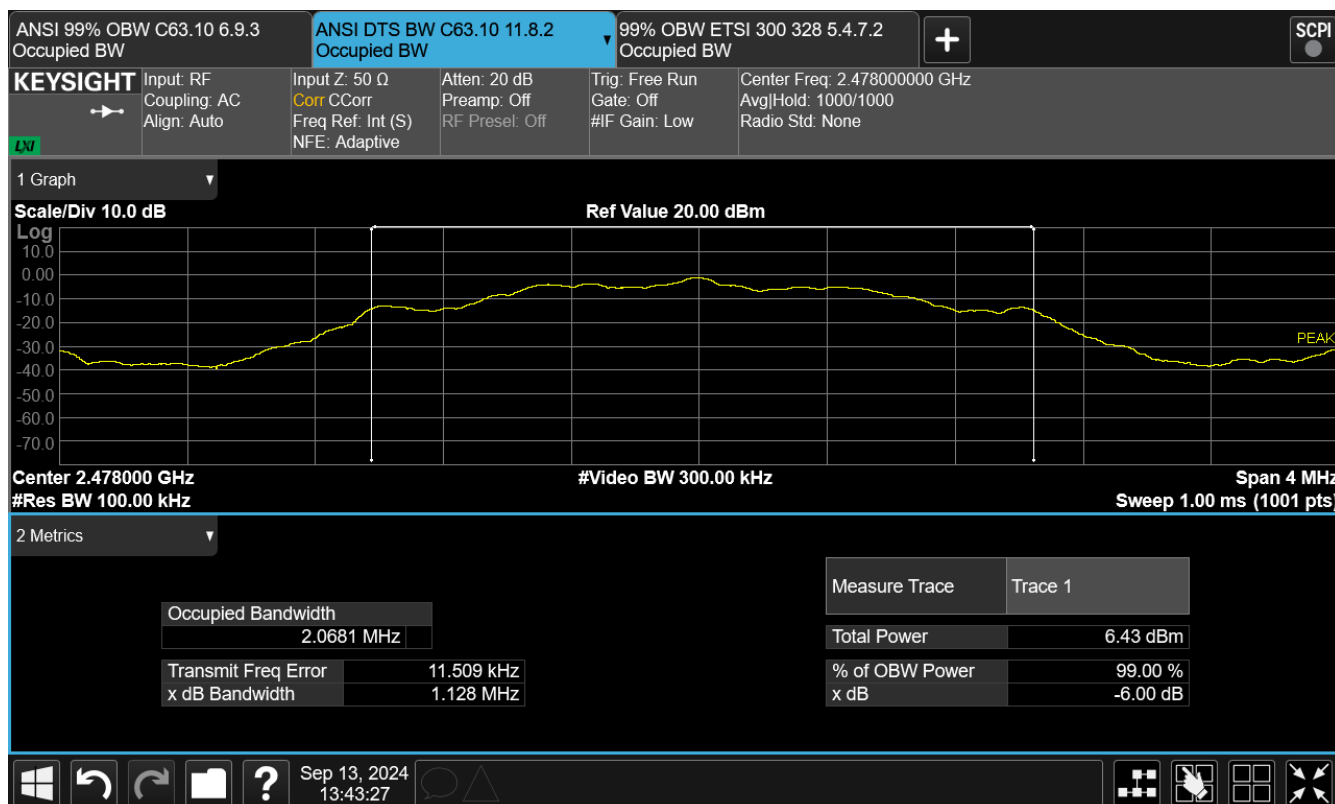 ANSI 99% OBW C63.10 6.9.3
Occupied BW
ANSI DTS BW C63.10 11.8.2
Occupied BW
99% OBW ETSI 300 328 5.4.7.2
Occupied BW
SCPI
KEYSIGHT
LXI
Input: RF
Coupling: AC
Align: Auto
Input Z: 50 Ω
Corr CCorr
Freq Ref: Int (S)
NFE: Adaptive
Atten: 20 dB
Preamp: Off
RF Presel: Off
Trig: Free Run
Gate: Off
#IF Gain: Low
Center Freq: 2.478000000 GHz
Avg|Hold: 1000/1000
Radio Std: None
1 Graph
Scale/Div 10.0 dB
Ref Value 20.00 dBm
Log
10.0
0.00
-10.0
-20.0
-30.0
-40.0
-50.0
-60.0
-70.0
PEAK
Center 2.478000 GHz
#Video BW 300.00 kHz
Span 4 MHz
#Res BW 100.00 kHz
Sweep 1.00 ms (1001 pts)
2 Metrics
Measure Trace Trace 1
Occupied Bandwidth
2.0681 MHz
Total Power 6.43 dBm
Transmit Freq Error 11.509 kHz
% of OBW Power 99.00 %
x dB Bandwidth 1.128 MHz
x dB -6.00 dB
?
Sep 13, 2024
13:43:27